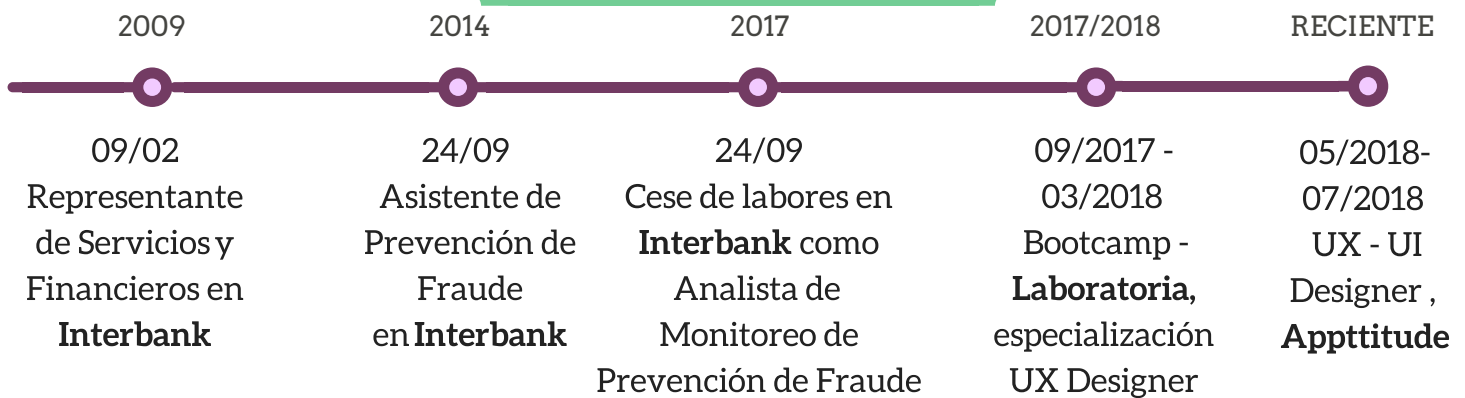 2009
09/02
Representante
de Servicios y
Financieros en
Interbank
2014
24/09
Asistente de
Prevención de
Fraude
en Interbank
2017
24/09
Cese de labores en
Interbank como
Analista de
Monitoreo de
Prevención de Fraude
2017/2018
09/2017 -
03/2018
Bootcamp -
Laboratoria,
especialización
UX Designer
RECIENTE
05/2018-
07/2018
UX - UI
Designer ,
Appttitude